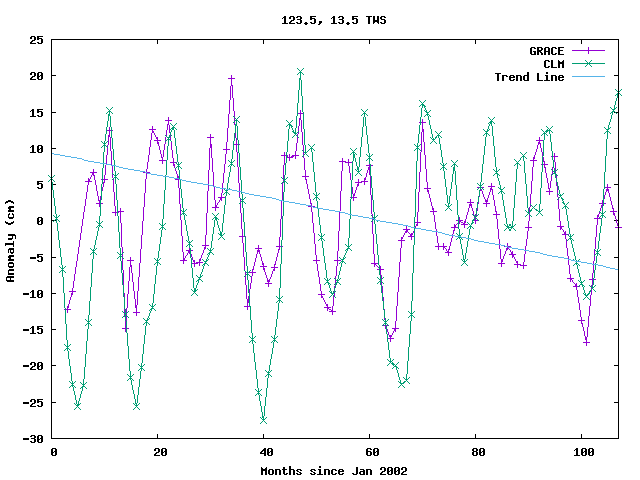 123.5, 13.5 TWS
GRACE
CLM
Trend Line
Anomaly (cm)
25
20
15
10
5
0
-5
-10
-15
-20
-25
-30
0 20 40 60 80 100
Months since Jan 2002